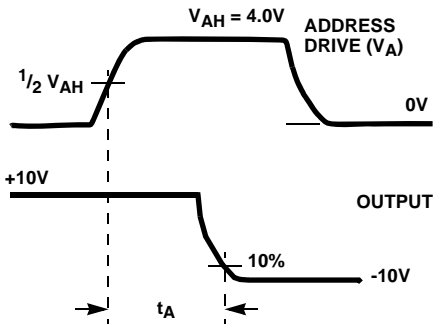 V_AH = 4.0V
ADDRESS
DRIVE (V_A)
1/2 V_AH
0V
+10V
OUTPUT
10%
-10V
t_A